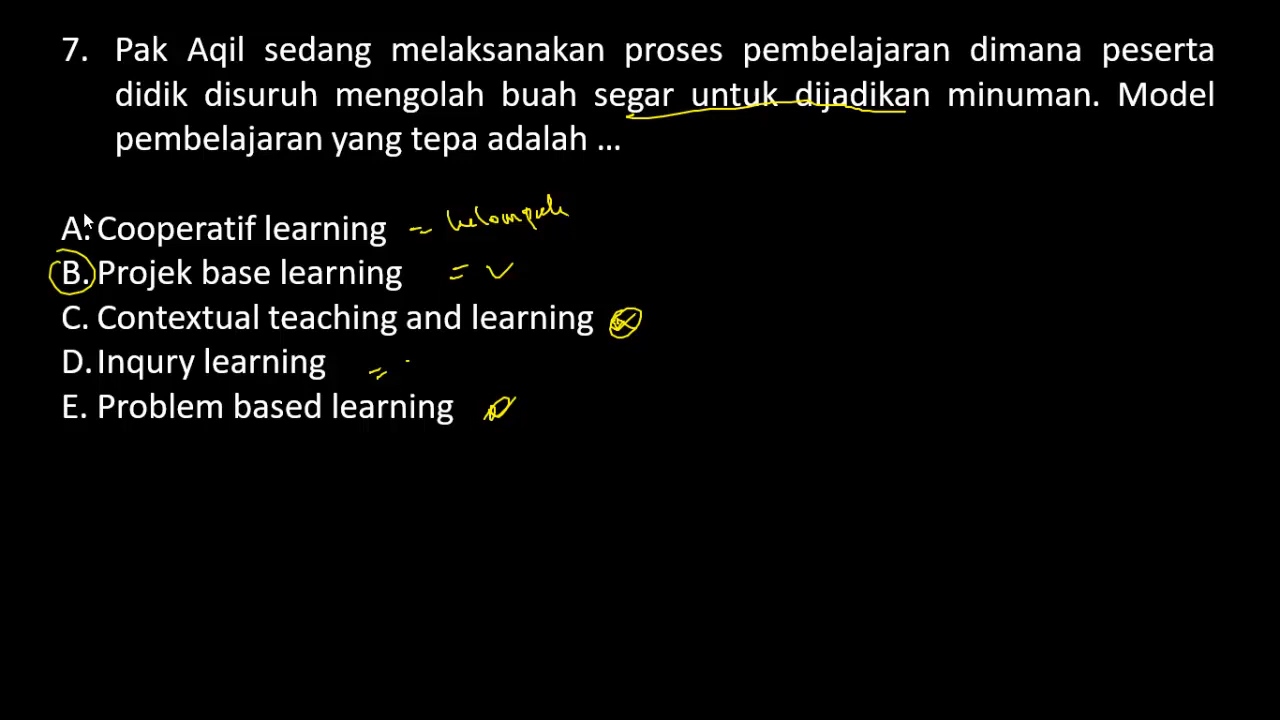 7. Pak Aqil sedang melaksanakan proses pembelajaran dimana peserta
didik disuruh mengolah buah segar untuk dijadikan minuman. Model
pembelajaran yang tepa adalah ...
A. Cooperatif learning = kelompok
B. Projek base learning = ✓
C. Contextual teaching and learning
D. Inqury learning =
E. Problem based learning